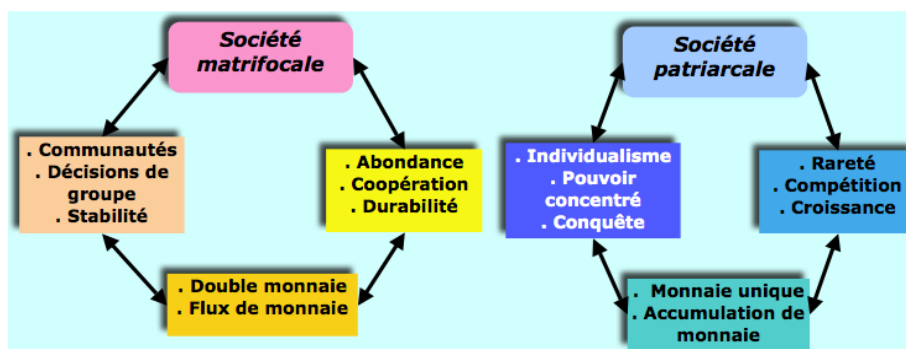 Société
matrifocale
. Communautés
. Décisions de
groupe
. Stabilité
. Abondance
. Coopération
. Durabilité
. Double monnaie
. Flux de monnaie
Société
patriarcale
. Individualisme
. Pouvoir
concentré
. Conquête
. Rareté
. Compétition
. Croissance
. Monnaie unique
. Accumulation de
monnaie